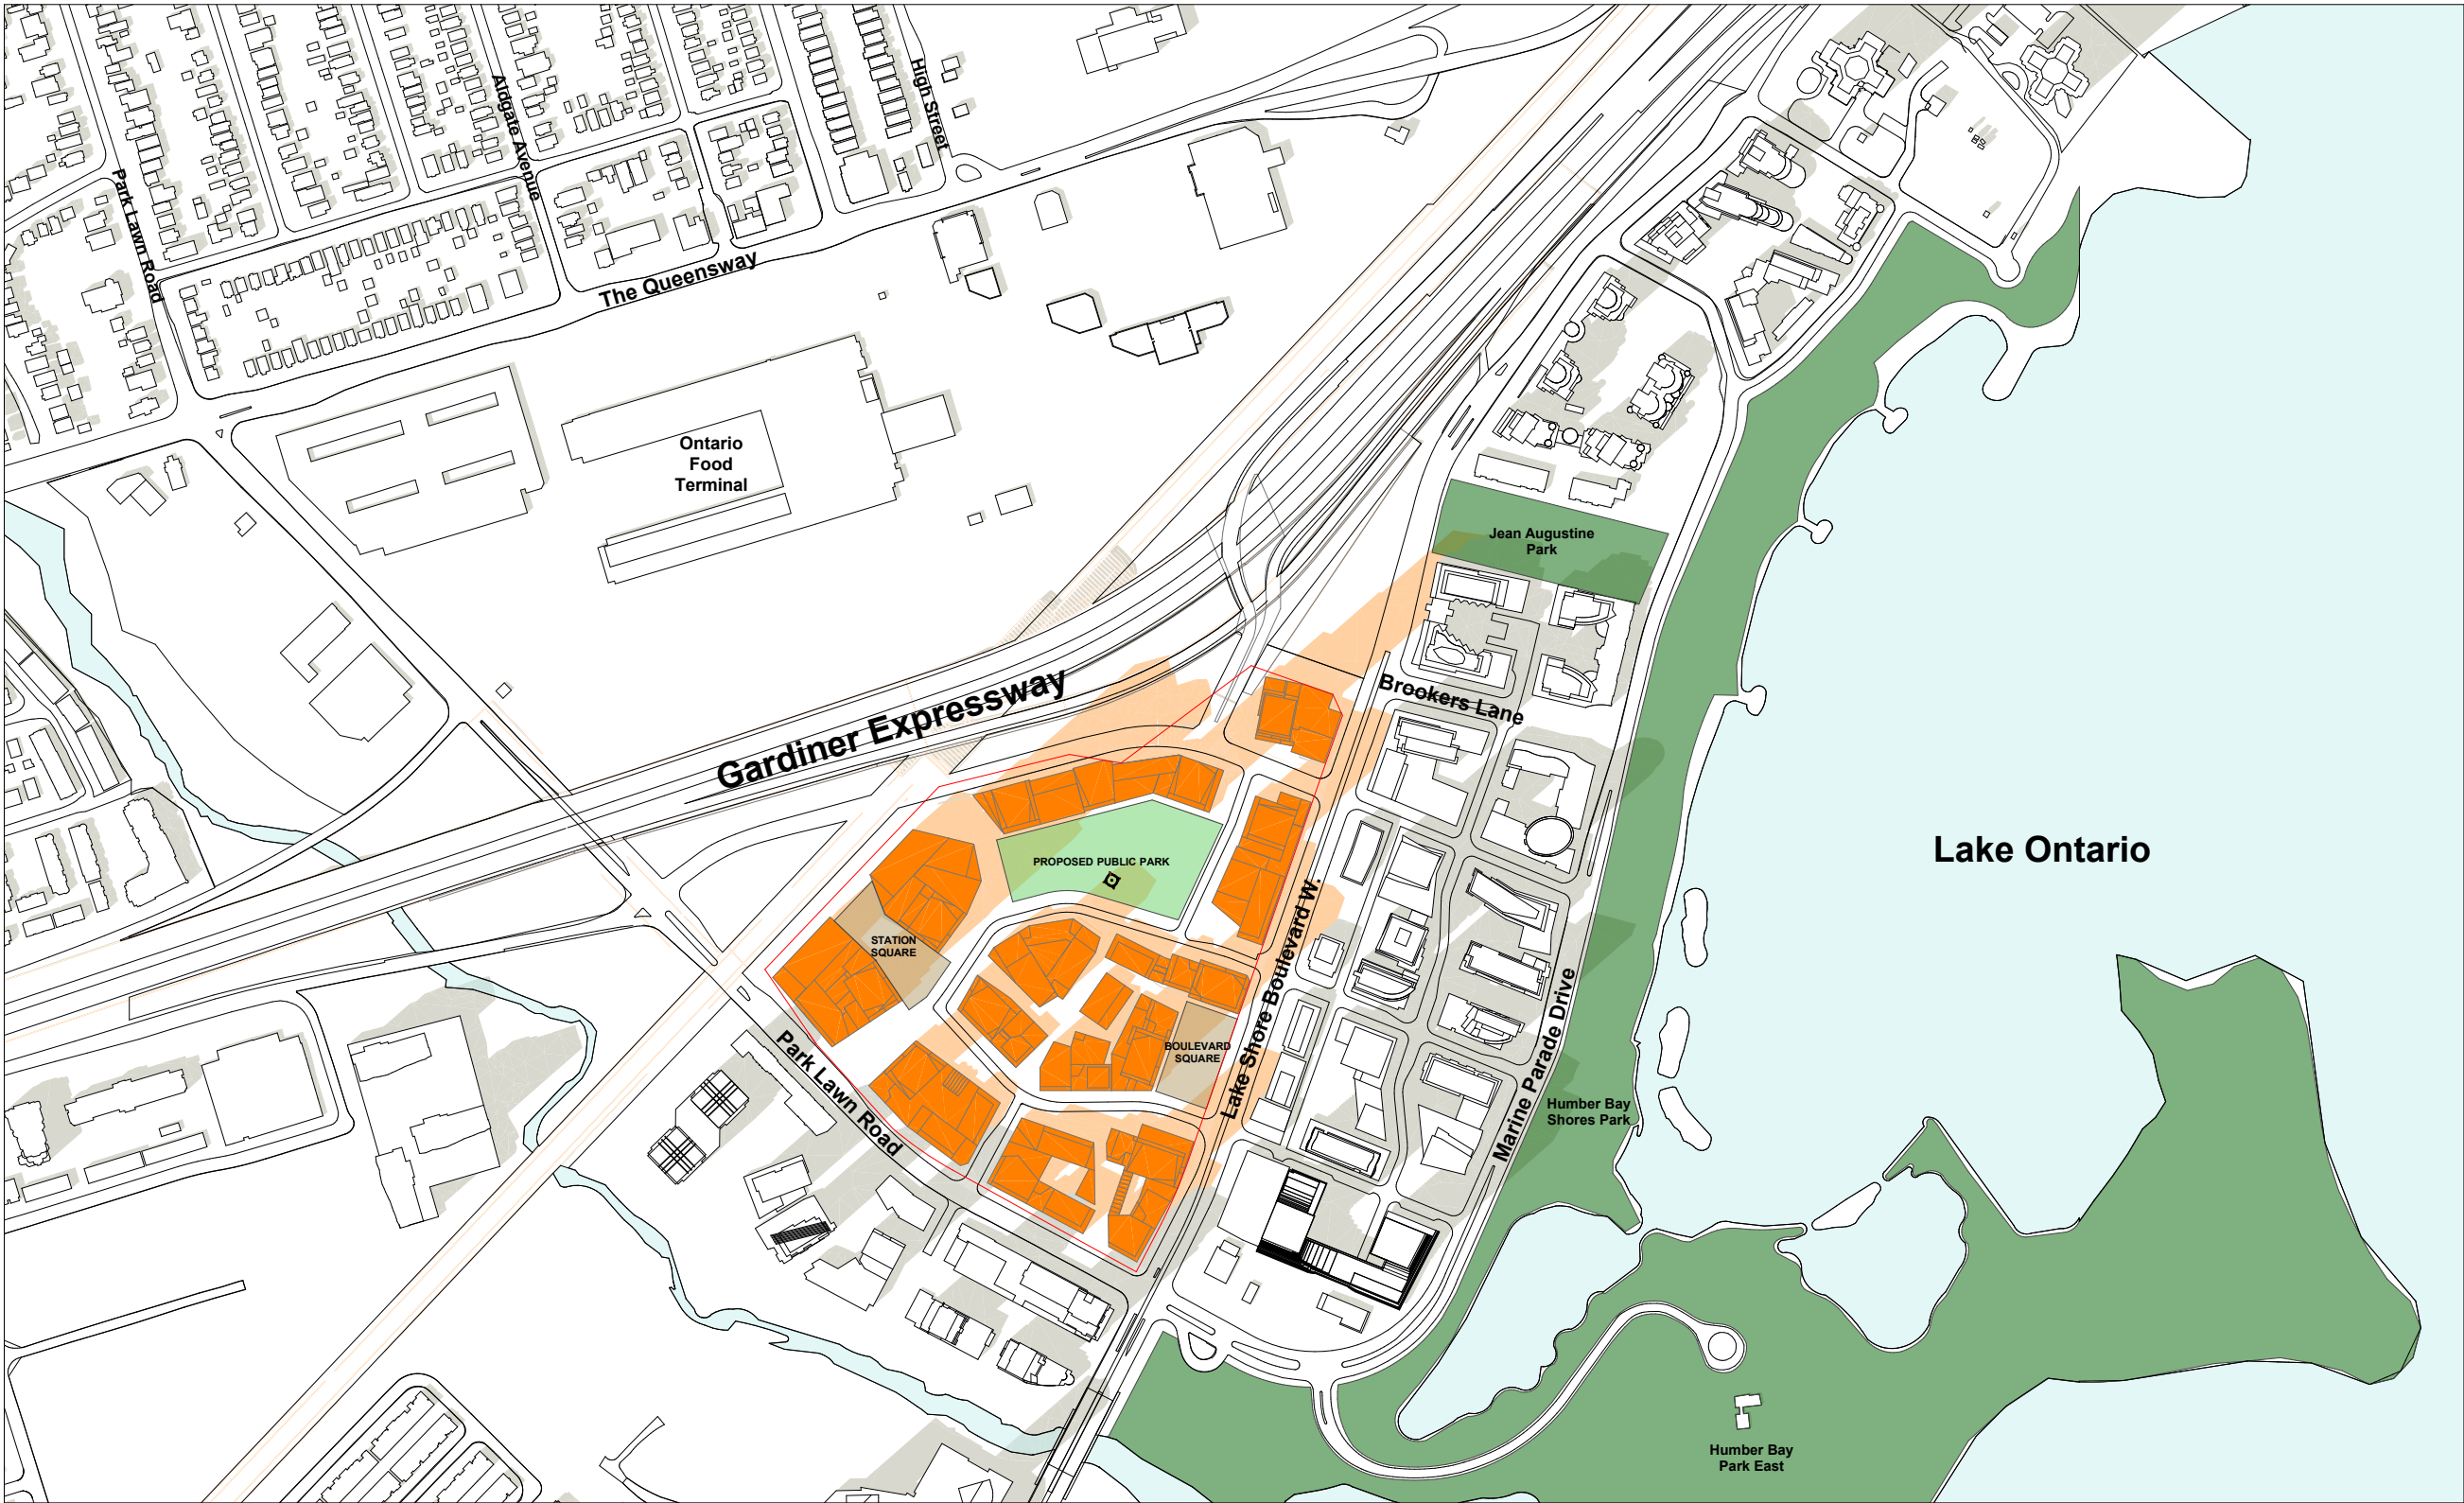 High Street
Aldgate Avenue
Park Lawn Road
The Queensway
Ontario
Food
Terminal
Jean Augustine
Park
Gardiner Expressway
Brookers Lane
Lake Ontario
PROPOSED PUBLIC PARK
STATION
SQUARE
Lake Shore Boulevard W.
BOULEVARD
SQUARE
Marine Parade Drive
Park Lawn Road
Humber Bay
Shores Park
Humber Bay
Park East